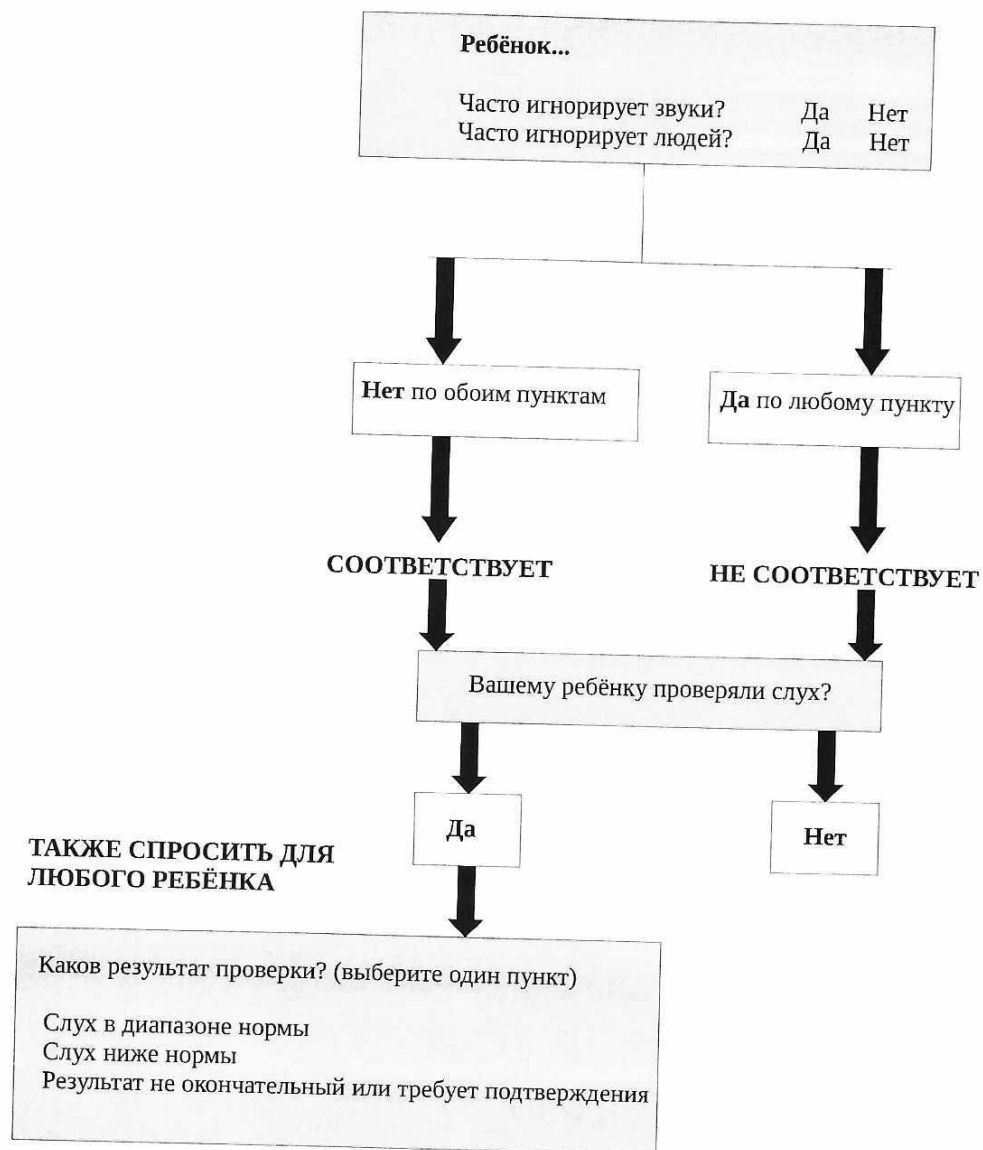 Ребёнок...
Часто игнорирует звуки? Да Нет
Часто игнорирует людей? Да Нет
Нет по обоим пунктам
Да по любому пункту
СООТВЕТСТВУЕТ
НЕ СООТВЕТСТВУЕТ
Вашему ребёнку проверяли слух?
Да
Нет
ТАКЖЕ СПРОСИТЬ ДЛЯ
ЛЮБОГО РЕБЁНКА
Каков результат проверки? (выберите один пункт)
Слух в диапазоне нормы
Слух ниже нормы
Результат не окончательный или требует подтверждения